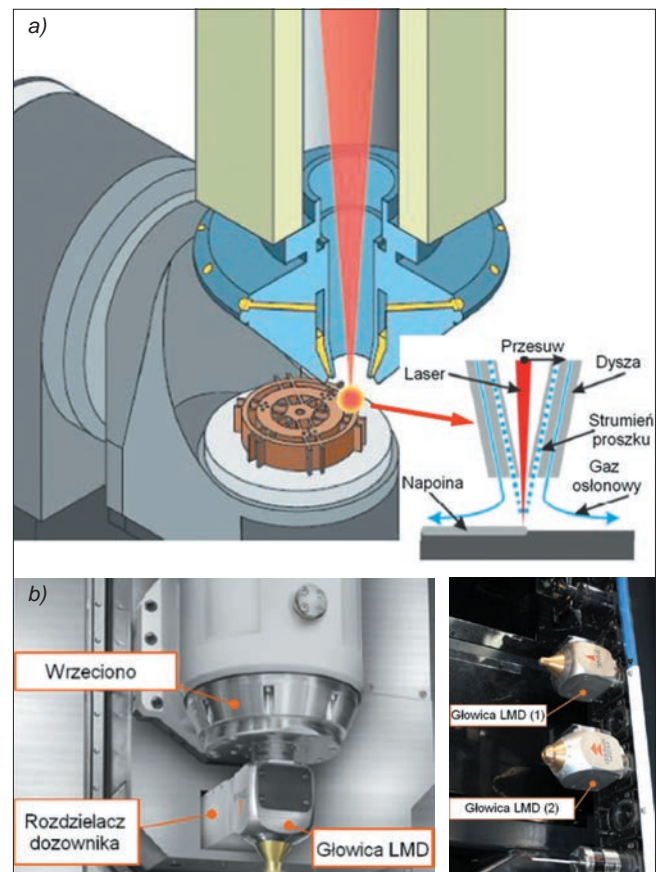 a)
Przesuw
Laser
Dysza
Strumień
proszku
Gaz
osłonowy
Napoina
b)
Wrzeciono
Rozdzielacz
dozownika
Głowica LMD
Głowica LMD (1)
Głowica LMD (2)